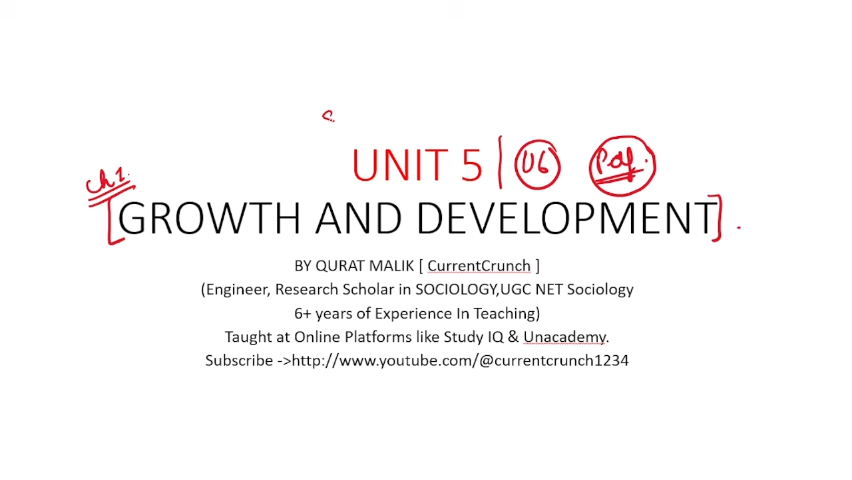 UNIT 5 | U6 Pdf.
Ch 1.
[GROWTH AND DEVELOPMENT].
BY QURAT MALIK [ CurrentCrunch ]
(Engineer, Research Scholar in SOCIOLOGY,UGC NET Sociology
6+ years of Experience In Teaching)
Taught at Online Platforms like Study IQ & Unacademy.
Subscribe ->http://www.youtube.com/@currentcrunch1234